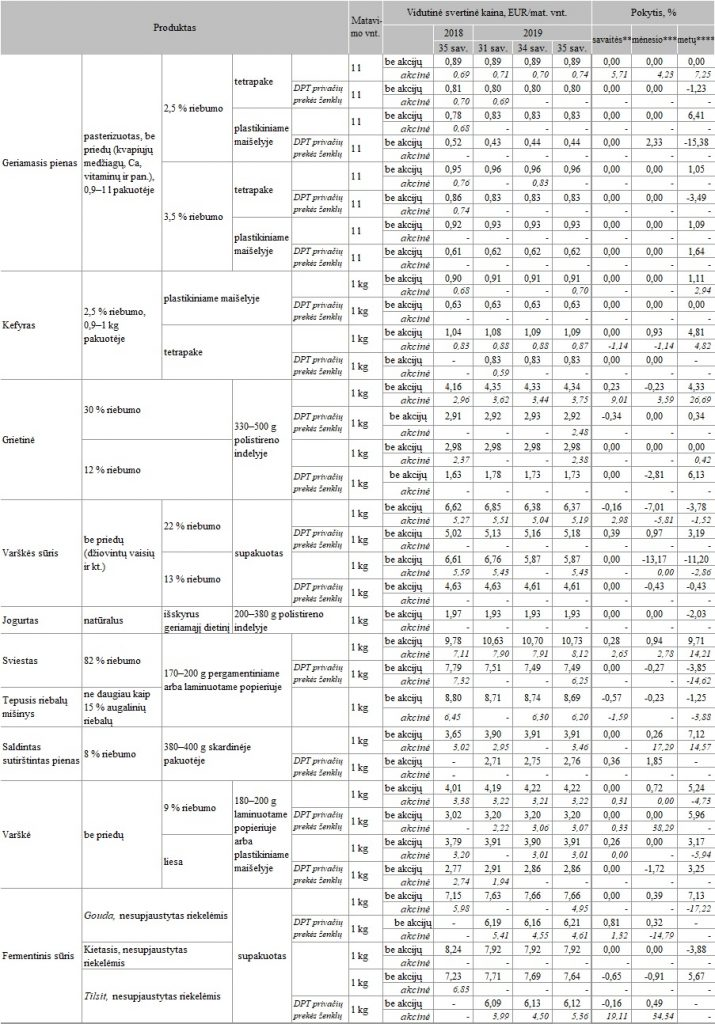 Produktas Matavi- mo vnt. Vidutinė svertinė kaina, EUR/mat. vnt. Pokytis, %
2018 2019 savaitės** mėnesio*** metų****
35 sav. 31 sav. 34 sav. 35 sav.
Geriamasis pienas pasterizuotas, be priedų (kvapiųjų medžiagų, Ca, vitaminų ir pan.), 0,9–1 l pakuotėje
2,5 % riebumo tetrapake 1 l be akcijų 0,89 0,89 0,89 0,89 0,00 0,00 0,00
akcinė 0,69 0,71 0,70 0,74 5,71 4,23 7,25
DPT privačių prekės ženklų 1 l be akcijų 0,81 0,80 0,80 0,80 0,00 0,00 -1,23
akcinė 0,70 0,69 - - - - -
plastikiniame maišelyje 1 l be akcijų 0,78 0,83 0,83 0,83 0,00 0,00 6,41
akcinė 0,68 - - - - - -
DPT privačių prekės ženklų 1 l be akcijų 0,52 0,43 0,44 0,44 0,00 2,33 -15,38
akcinė - - - - - - -
3,5 % riebumo tetrapake 1 l be akcijų 0,95 0,96 0,96 0,96 0,00 0,00 1,05
akcinė 0,76 - 0,83 - - - -
DPT privačių prekės ženklų 1 l be akcijų 0,86 0,83 0,83 0,83 0,00 0,00 -3,49
akcinė 0,74 - - - - - -
plastikiniame maišelyje 1 l be akcijų 0,92 0,93 0,93 0,93 0,00 0,00 1,09
akcinė - - - - - - -
DPT privačių prekės ženklų 1 l be akcijų 0,61 0,62 0,62 0,62 0,00 0,00 1,64
akcinė - - - - - - -
Kefyras 2,5 % riebumo, 0,9–1 kg pakuotėje
plastikiniame maišelyje 1 kg be akcijų 0,90 0,91 0,91 0,91 0,00 0,00 1,11
akcinė 0,68 - - 0,70 - - 2,94
DPT privačių prekės ženklų 1 kg be akcijų 0,63 0,63 0,63 0,63 0,00 0,00 0,00
akcinė - - - - - - -
tetrapake 1 kg be akcijų 1,04 1,08 1,09 1,09 0,00 0,93 4,81
akcinė 0,83 0,88 0,88 0,87 -1,14 -1,14 4,82
DPT privačių prekės ženklų 1 kg be akcijų - 0,83 0,83 0,83 0,00 0,00 -
akcinė - 0,59 - - - - -
Grietinė 330–500 g polistireno indelyje
30 % riebumo 1 kg be akcijų 4,16 4,35 4,33 4,34 0,23 -0,23 4,33
akcinė 2,96 3,62 3,44 3,75 9,01 3,59 26,69
DPT privačių prekės ženklų 1 kg be akcijų 2,91 2,92 2,93 2,92 -0,34 0,00 0,34
akcinė - - - 2,48 - - -
12 % riebumo 1 kg be akcijų 2,98 2,98 2,98 2,98 0,00 0,00 0,00
akcinė 2,37 - - 2,38 - - 0,42
DPT privačių prekės ženklų 1 kg be akcijų 1,63 1,78 1,73 1,73 0,00 -2,81 6,13
akcinė - - - - - - -
Varškės sūris be priedų (džiovintų vaisių ir kt.) supakuotas
22 % riebumo 1 kg be akcijų 6,62 6,85 6,38 6,37 -0,16 -7,01 -3,78
akcinė 5,27 5,51 5,04 5,19 2,98 -5,81 -1,52
DPT privačių prekės ženklų 1 kg be akcijų 5,02 5,13 5,16 5,18 0,39 0,97 3,19
akcinė - - - - - - -
13 % riebumo 1 kg be akcijų 6,61 6,76 5,87 5,87 0,00 -13,17 -11,20
akcinė 5,59 5,43 - 5,43 - 0,00 -2,86
DPT privačių prekės ženklų 1 kg be akcijų 4,63 4,63 4,61 4,61 0,00 -0,43 -0,43
akcinė - - - - - - -
Jogurtas natūralus išskyrus geriamąjį dietinį 200–380 g polistireno indelyje 1 kg be akcijų 1,97 1,93 1,93 1,93 0,00 0,00 -2,03
akcinė - - - - - - -
Sviestas 82 % riebumo 170–200 g pergamentiniame arba laminuotame popieriuje
1 kg be akcijų 9,78 10,63 10,70 10,73 0,28 0,94 9,71
akcinė 7,11 7,90 7,91 8,12 2,65 2,78 14,21
DPT privačių prekės ženklų 1 kg be akcijų 7,79 7,51 7,49 7,49 0,00 -0,27 -3,85
akcinė 7,32 - - 6,25 - - -14,62
Tepusis riebalų mišinys ne daugiau kaip 15 % augalinių riebalų 1 kg be akcijų 8,80 8,71 8,74 8,69 -0,57 -0,23 -1,25
akcinė 6,45 - 6,30 6,20 -1,59 - -3,88
Saldintas sutirštintas pienas 8 % riebumo 380–400 g skardinėje pakuotėje
1 kg be akcijų 3,65 3,90 3,91 3,91 0,00 0,26 7,12
akcinė 3,02 2,95 - 3,46 - 17,29 14,57
DPT privačių prekės ženklų 1 kg be akcijų - 2,71 2,75 2,76 0,36 1,85 -
akcinė - - - - - - -
Varškė be priedų 180–200 g laminuotame popieriuje arba plastikiniame maišelyje
9 % riebumo 1 kg be akcijų 4,01 4,19 4,22 4,22 0,00 0,72 5,24
akcinė 3,38 3,22 3,21 3,22 0,31 0,00 -4,73
DPT privačių prekės ženklų 1 kg be akcijų 3,02 3,20 3,20 3,20 0,00 0,00 5,96
akcinė - 2,22 3,06 3,07 0,33 38,29 -
liesa 1 kg be akcijų 3,79 3,91 3,90 3,91 0,26 0,00 3,17
akcinė 3,20 - 3,01 3,01 0,00 - -5,94
DPT privačių prekės ženklų 1 kg be akcijų 2,77 2,91 2,86 2,86 0,00 -1,72 3,25
akcinė 2,74 1,94 - - - - -
Fermentinis sūris supakuotas
Gouda, nesupjaustytas riekelėmis 1 kg be akcijų 7,15 7,63 7,66 7,66 0,00 0,39 7,13
akcinė 5,98 - - 4,95 - - -17,22
DPT privačių prekės ženklų 1 kg be akcijų - 6,19 6,16 6,21 0,81 0,32 -
akcinė - 5,41 4,55 4,61 1,32 -14,79 -
Kietasis, nesupjaustytas riekelėmis 1 kg be akcijų 8,24 7,92 7,92 7,92 0,00 0,00 -3,88
akcinė - - - - - - -
Tilsit, nesupjaustytas riekelėmis 1 kg be akcijų 7,23 7,71 7,69 7,64 -0,65 -0,91 5,67
akcinė 6,83 - - - - - -
DPT privačių prekės ženklų 1 kg be akcijų - 6,09 6,13 6,12 -0,16 0,49 -
akcinė - 3,99 4,50 5,36 19,11 34,34 -